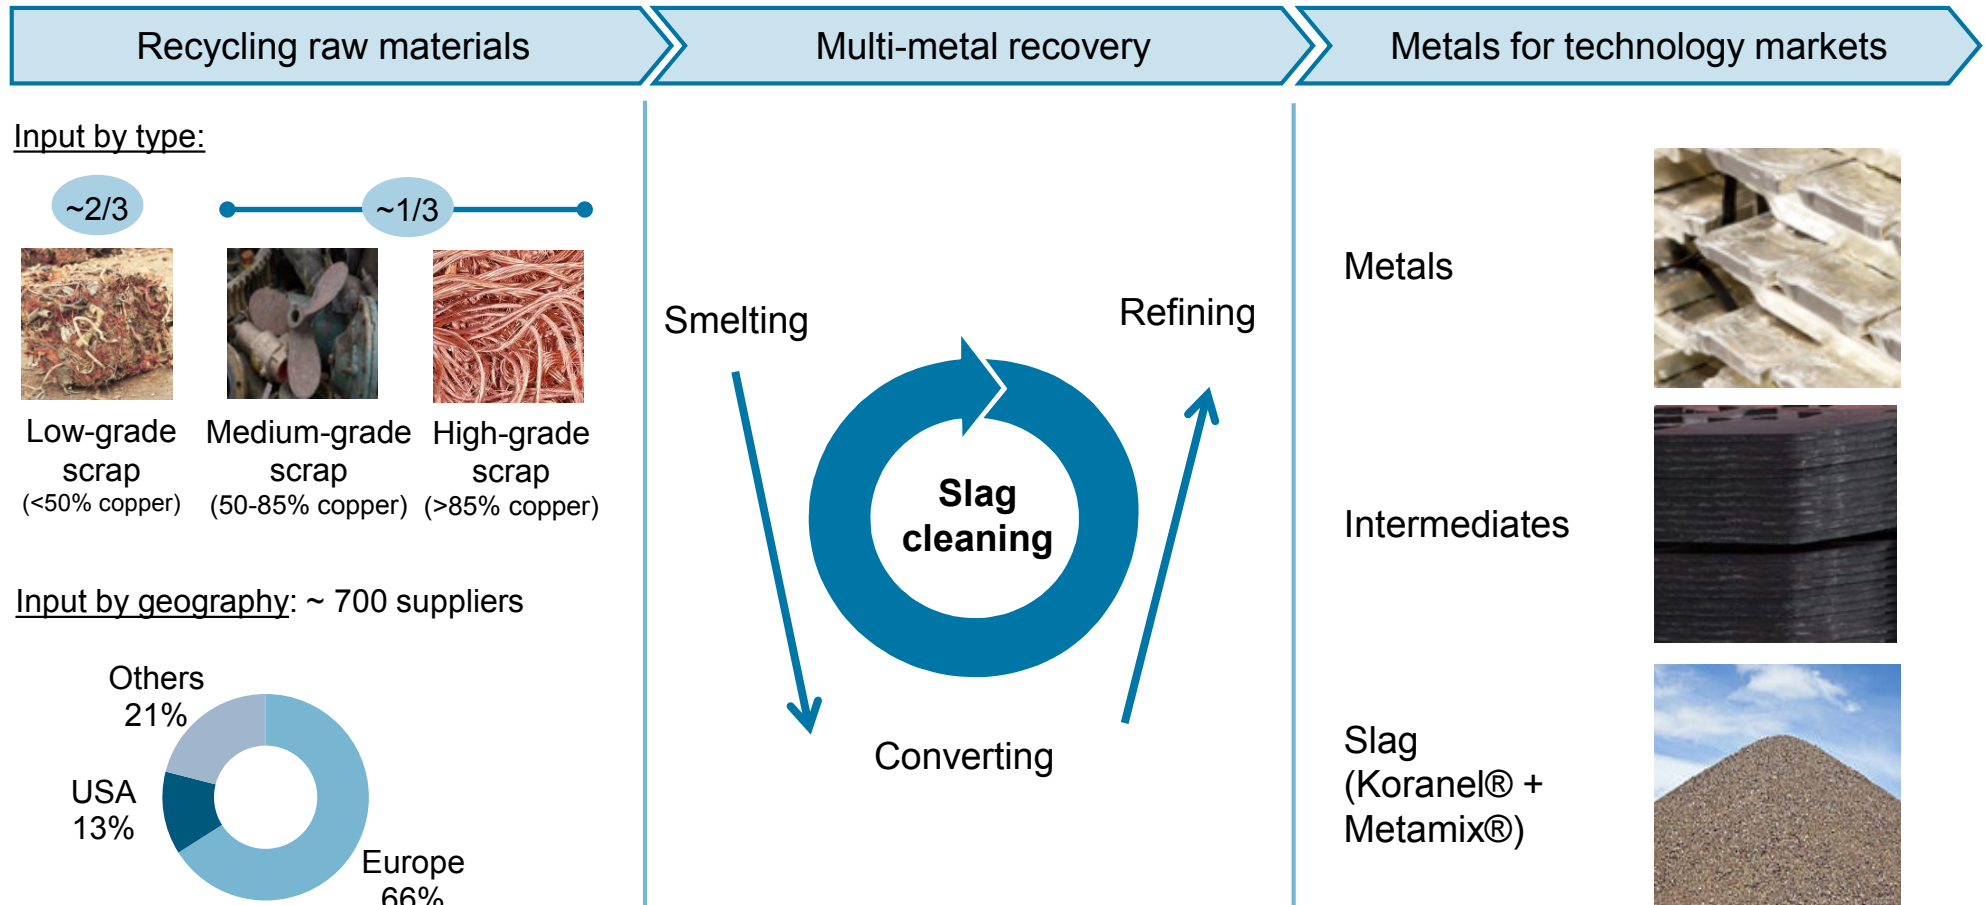 Recycling raw materials
Multi-metal recovery
Metals for technology markets
Input by type:
~2/3
~1/3
Low-grade
scrap
(<50% copper)
Medium-grade
scrap
(50-85% copper)
High-grade
scrap
(>85% copper)
Input by geography: ~ 700 suppliers
Others
21%
USA
13%
Europe
66%
Smelting
Refining
Slag
cleaning
Converting
Metals
Intermediates
Slag
(Koranel® +
Metamix®)